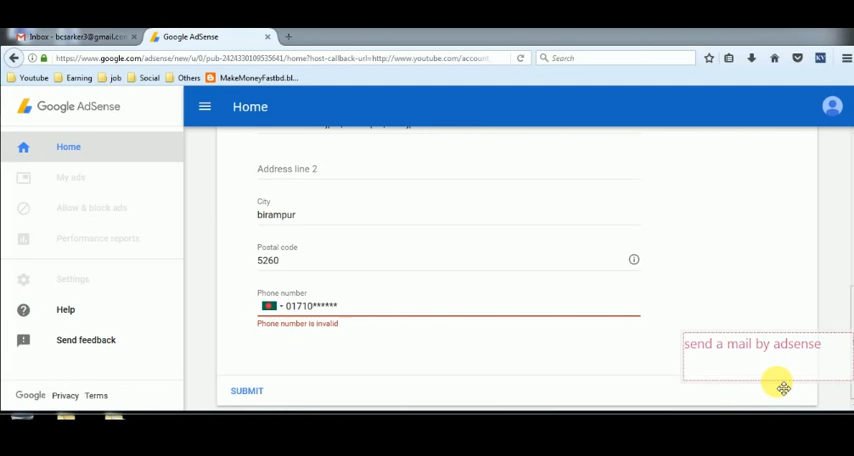 Inbox - bcsarker3@gmail.com
Google AdSense
https://www.google.com/adsense/new/u/0/pub-2424330109535641/home?host-callback-url=http://www.youtube.com/account_
Search
Youtube Earning job Social Others MakeMoneyFastbd.bl...
Google AdSense
Home
Home
My ads
Allow & block ads
Performance reports
Settings
Help
Send feedback
Google Privacy Terms
Address line 2
City
birampur
Postal code
5260
Phone number
01710******
Phone number is invalid
SUBMIT
send a mail by adsense